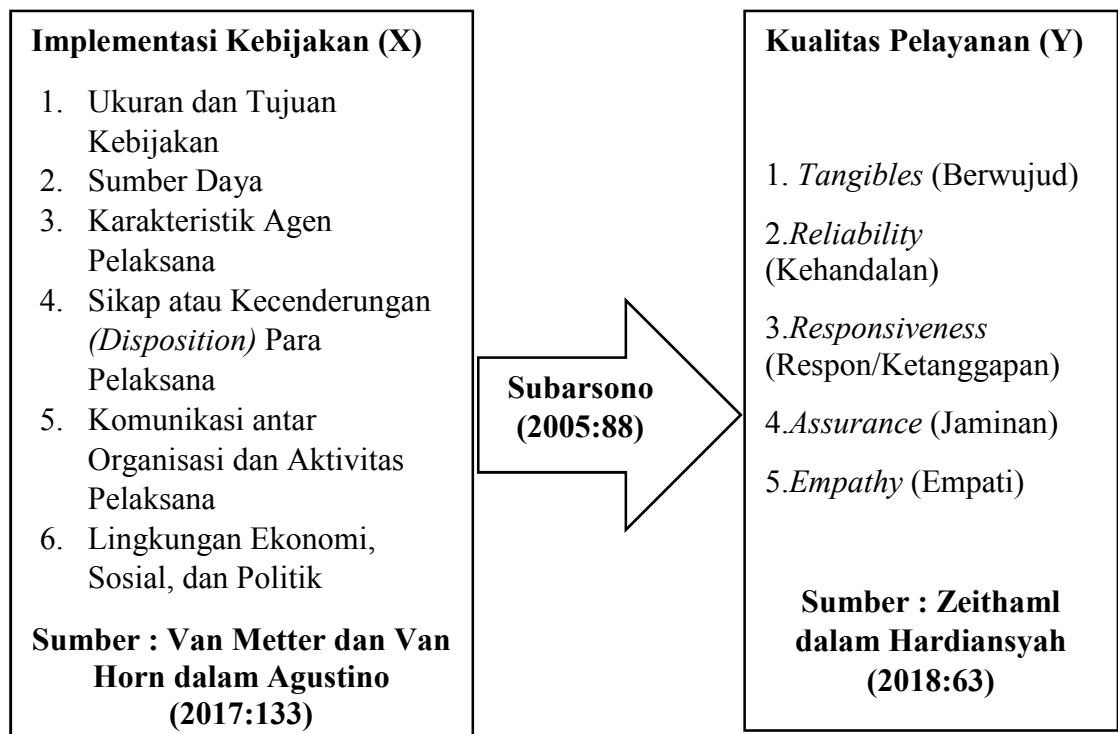 Implementasi Kebijakan (X)
1. Ukuran dan Tujuan
Kebijakan
2. Sumber Daya
3. Karakteristik Agen
Pelaksana
4. Sikap atau Kecenderungan
(Disposition) Para
Pelaksana
5. Komunikasi antar
Organisasi dan Aktivitas
Pelaksana
6. Lingkungan Ekonomi,
Sosial, dan Politik
Sumber : Van Metter dan Van
Horn dalam Agustino
(2017:133)
Subarsono
(2005:88)
Kualitas Pelayanan (Y)
1. Tangibles (Berwujud)
2.Reliability
(Kehandalan)
3.Responsiveness
(Respon/Ketanggapan)
4.Assurance (Jaminan)
5.Empathy (Empati)
Sumber : Zeithaml
dalam Hardiansyah
(2018:63)